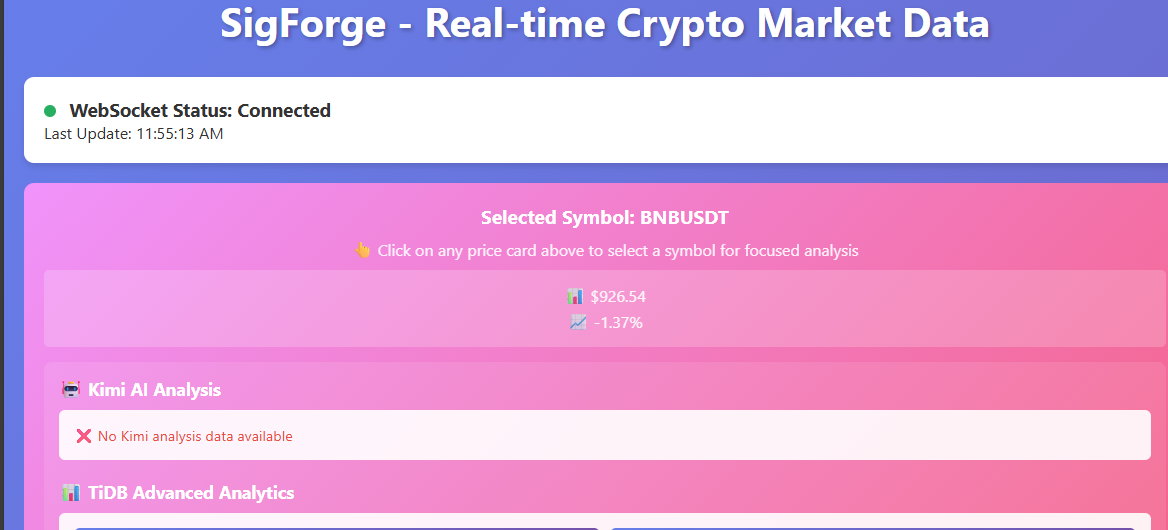 SigForge - Real-time Crypto Market Data
WebSocket Status: Connected
Last Update: 11:55:13 AM
Selected Symbol: BNBUSDT
👆 Click on any price card above to select a symbol for focused analysis
📊 $926.54
📈 -1.37%
🤖 Kimi AI Analysis
❌ No Kimi analysis data available
📊 TiDB Advanced Analytics